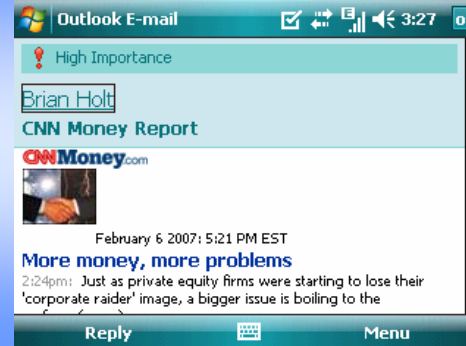 Outlook E-mail 3:27
High Importance
Brian Holt
CNN Money Report
CNNMoney.com
February 6 2007: 5:21 PM EST
More money, more problems
2:24pm: Just as private equity firms were starting to lose their
'corporate raider' image, a bigger issue is boiling to the
Reply Menu